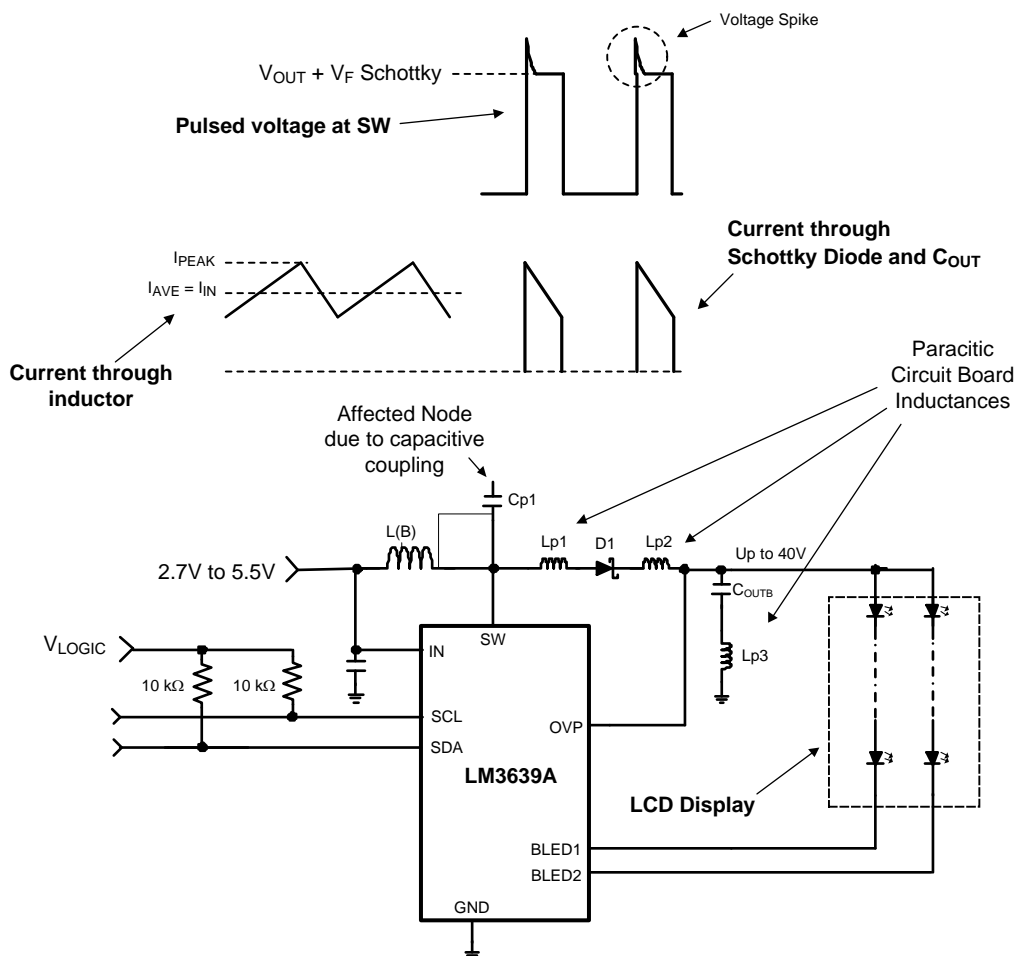 Voltage Spike
VOUT + VF Schottky
Pulsed voltage at SW
Current through
Schottky Diode and COUT
IPEAK
IAVE = IIN
Current through
inductor
Paracitic
Circuit Board
Inductances
Affected Node
due to capacitive
coupling
Cp1
L(B)
Lp1
D1
Lp2
Up to 40V
2.7V to 5.5V
COUTB
SW
VLOGIC
IN
Lp3
10 kΩ
10 kΩ
SCL
OVP
SDA
LM3639A
LCD Display
BLED1
BLED2
GND